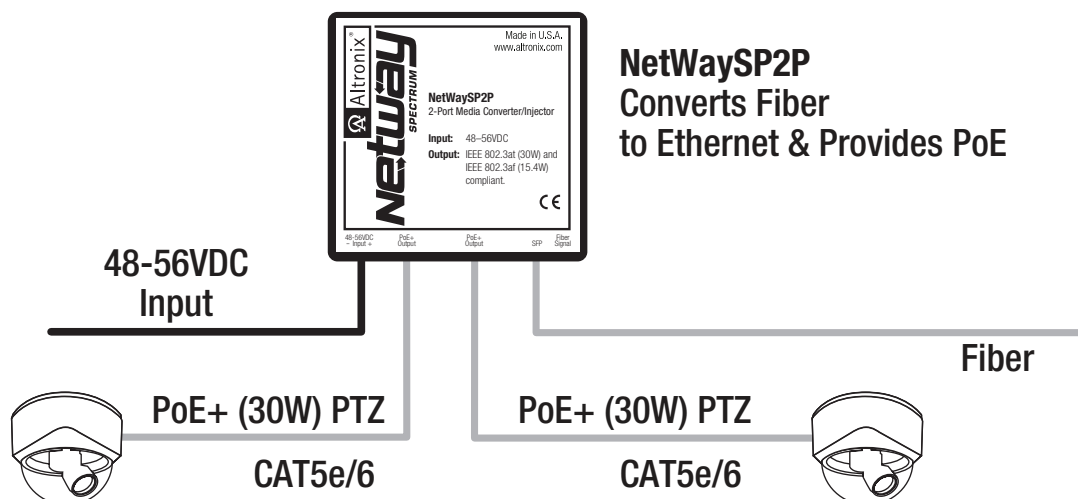 Altronix®
Netway
SPECTRUM
Made in U.S.A.
www.altronix.com
NetWaySP2P
2-Port Media Converter/Injector
Input: 48–56VDC
Output: IEEE 802.3at (30W) and
IEEE 802.3af (15.4W)
compliant.
CE
48-56VDC
– Input +
PoE+
Output
PoE+
Output
SFP
Fiber
Signal
NetWaySP2P
Converts Fiber
to Ethernet & Provides PoE
48-56VDC
Input
Fiber
PoE+ (30W) PTZ
CAT5e/6
PoE+ (30W) PTZ
CAT5e/6